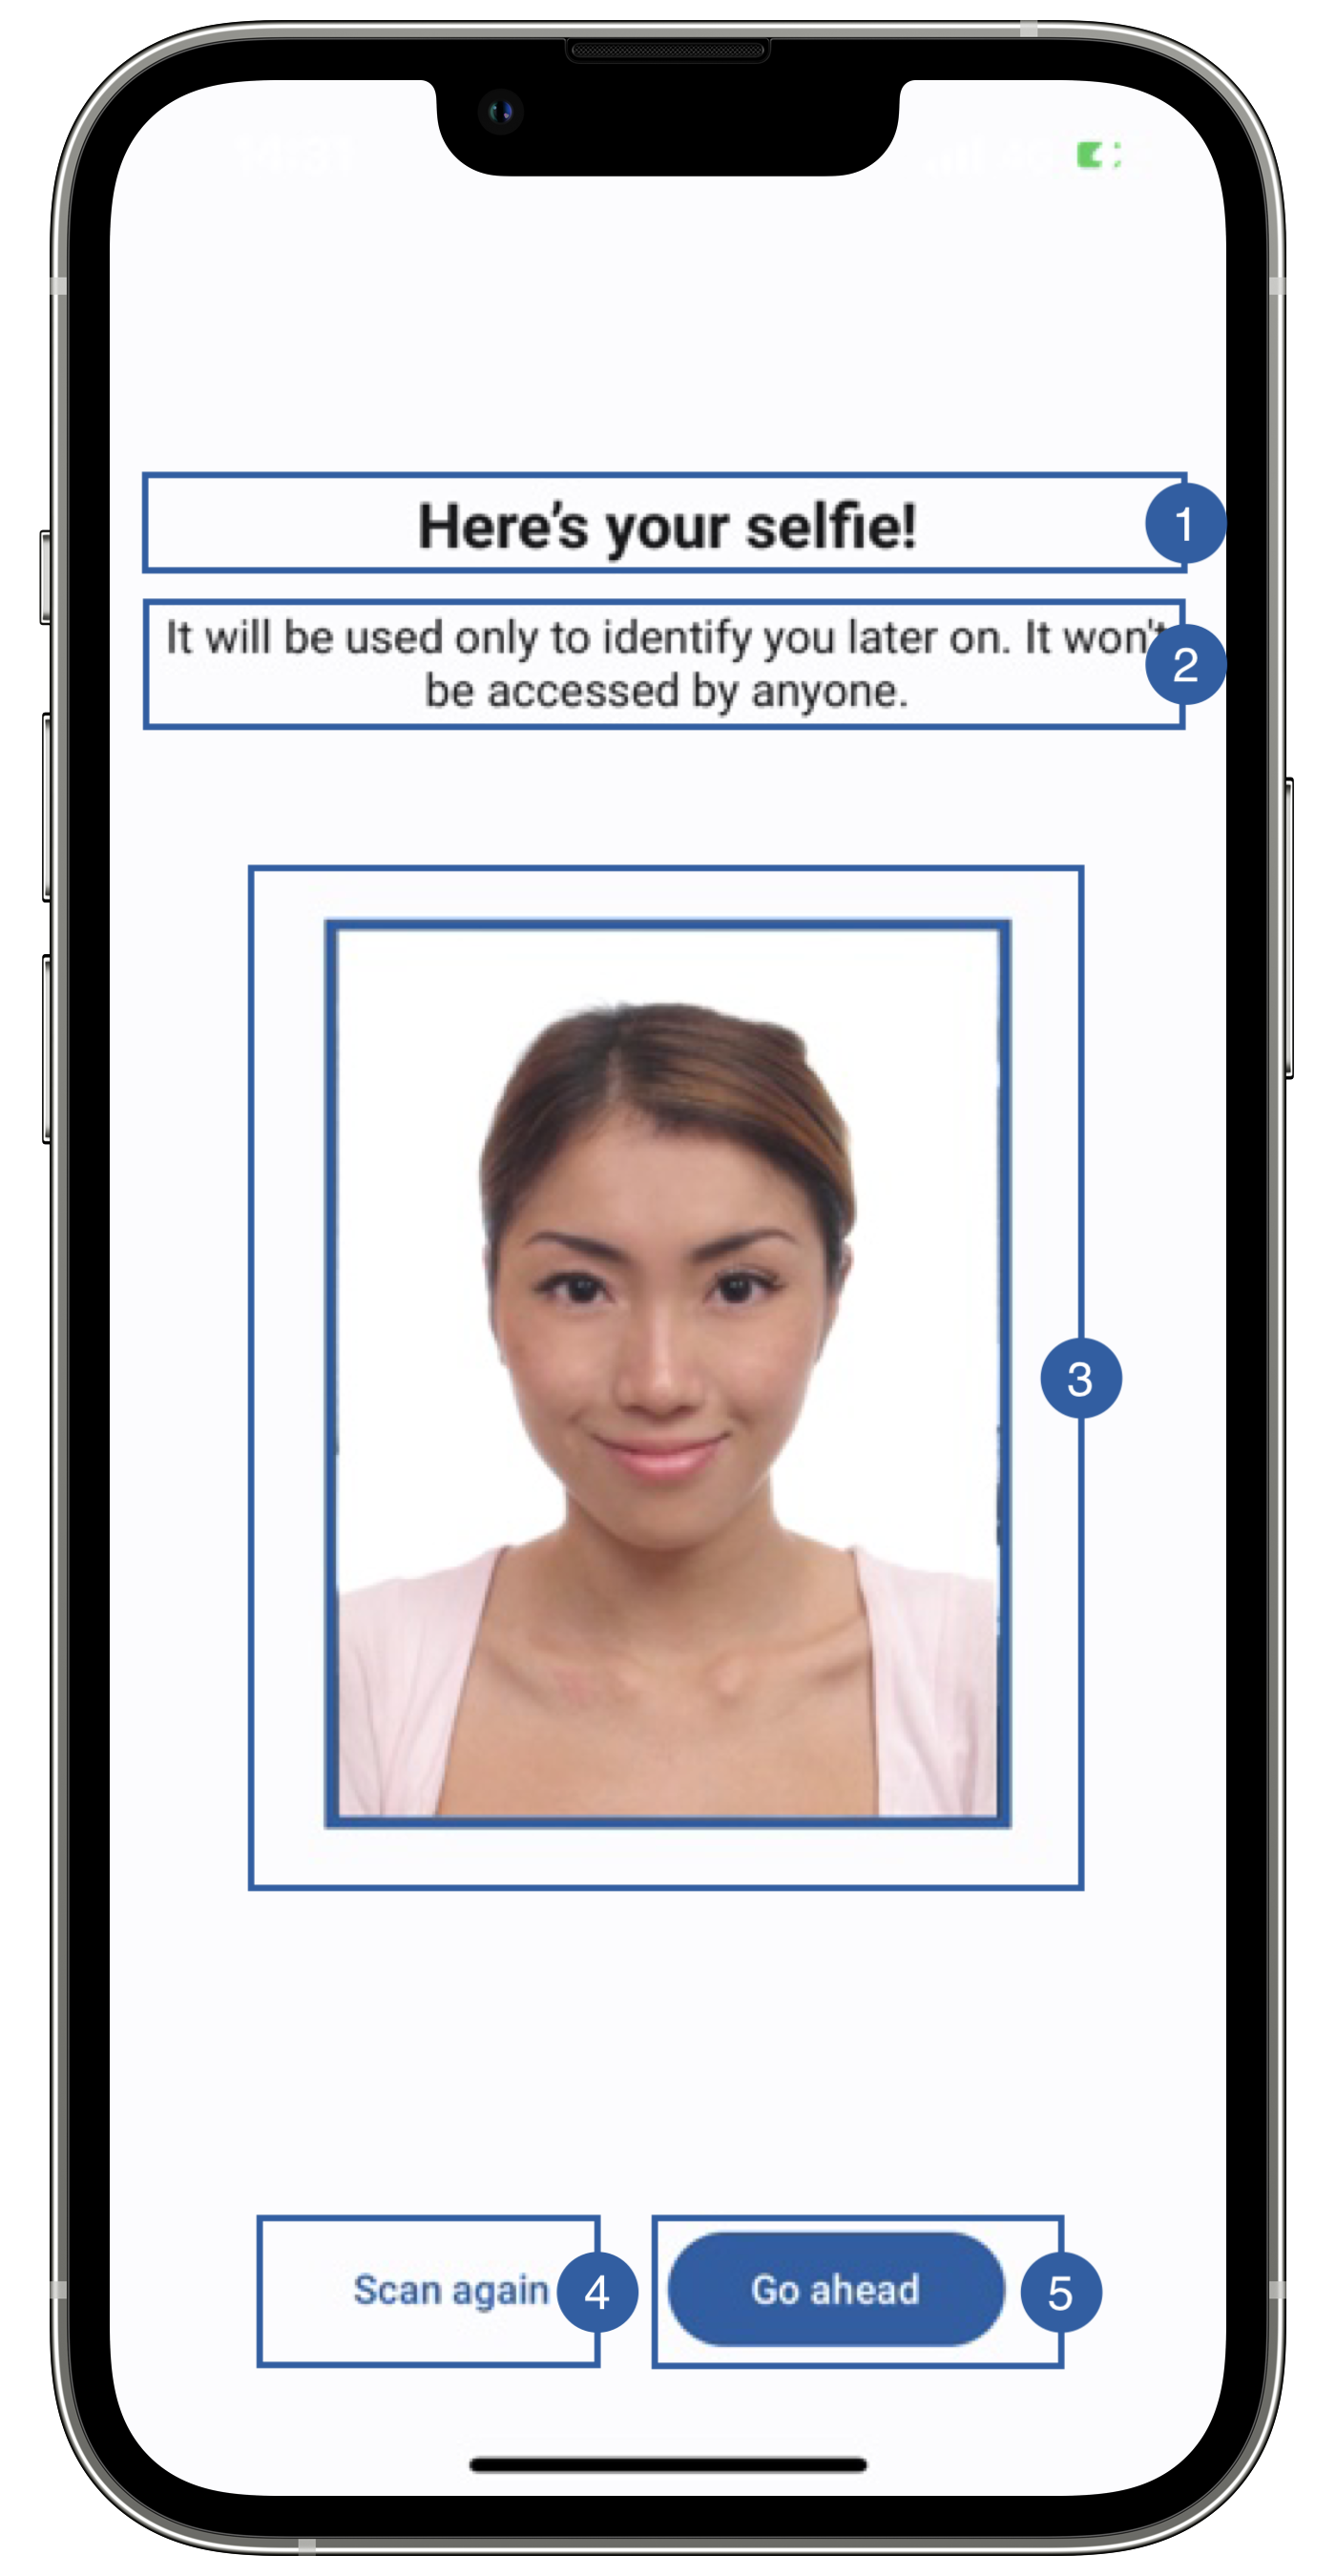 Here’s your selfie!
1
It will be used only to identify you later on. It won't
be accessed by anyone.
2
3
Scan again
4
Go ahead
5